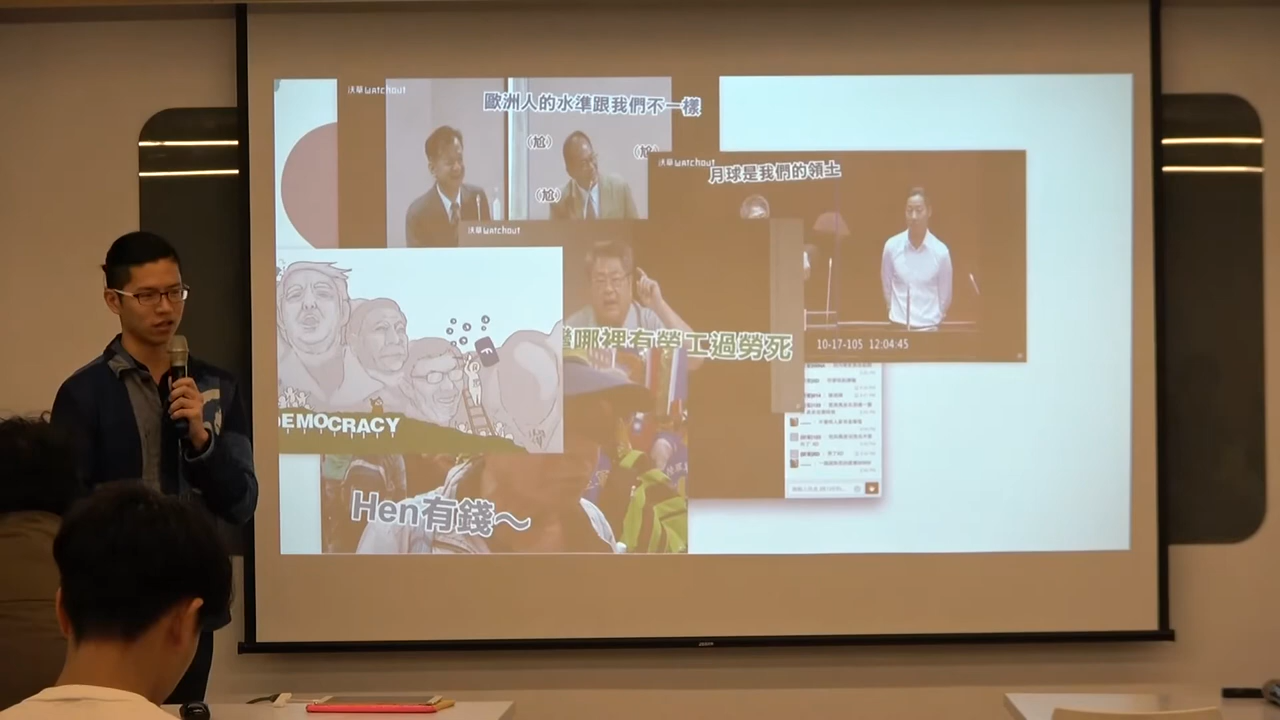 沃草 watchout
歐洲人的水準跟我們不一樣
(尬)
(尬)
(尬
沃草 watchout
月球是我們的領土
沃草 watchout
哪裡有勞工過勞死
10-17-105 12:04:45
DEMOCRACY
Hen有錢～